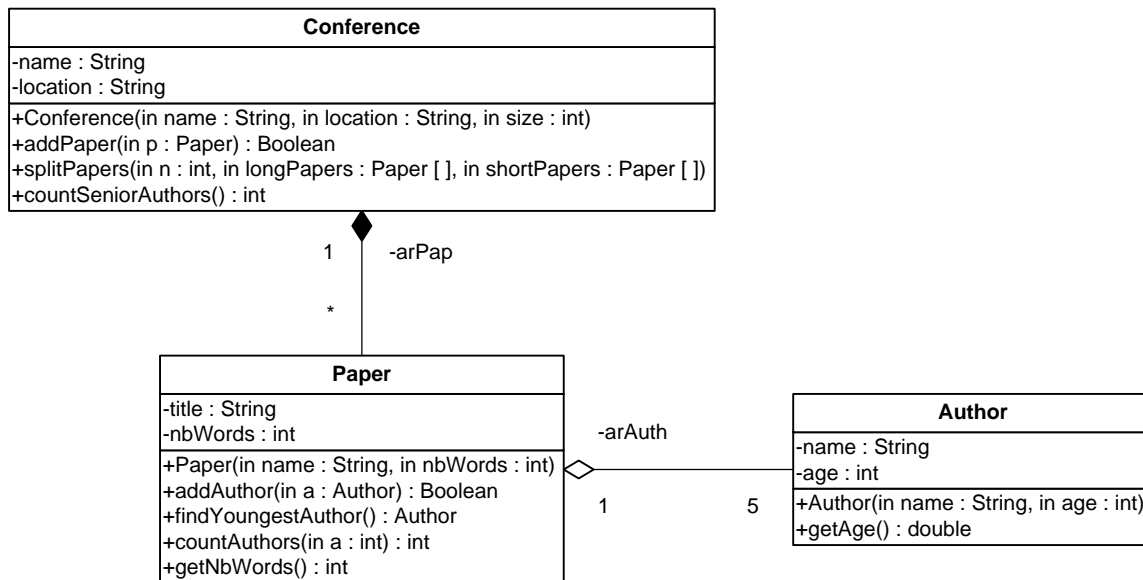 Conference
-name : String
-location : String
+Conference(in name : String, in location : String, in size : int)
+addPaper(in p : Paper) : Boolean
+splitPapers(in n : int, in longPapers : Paper [ ], in shortPapers : Paper [ ])
+countSeniorAuthors() : int
1
-arPap
*
Paper
-title : String
-nbWords : int
+Paper(in name : String, in nbWords : int)
+addAuthor(in a : Author) : Boolean
+findYoungestAuthor() : Author
+countAuthors(in a : int) : int
+getNbWords() : int
-arAuth
1
5
Author
-name : String
-age : int
+Author(in name : String, in age : int)
+getAge() : double